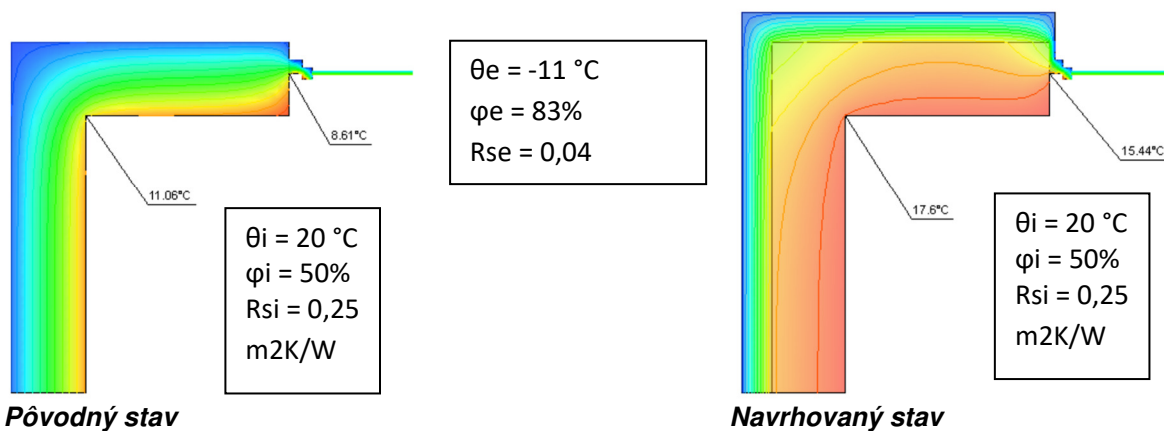 8.61°C
11.06°C
θi = 20 °C
φi = 50%
Rsi = 0,25
m2K/W
Pôvodný stav
θe = -11 °C
φe = 83%
Rse = 0,04
15.44°C
17.6°C
θi = 20 °C
φi = 50%
Rsi = 0,25
m2K/W
Navrhovaný stav